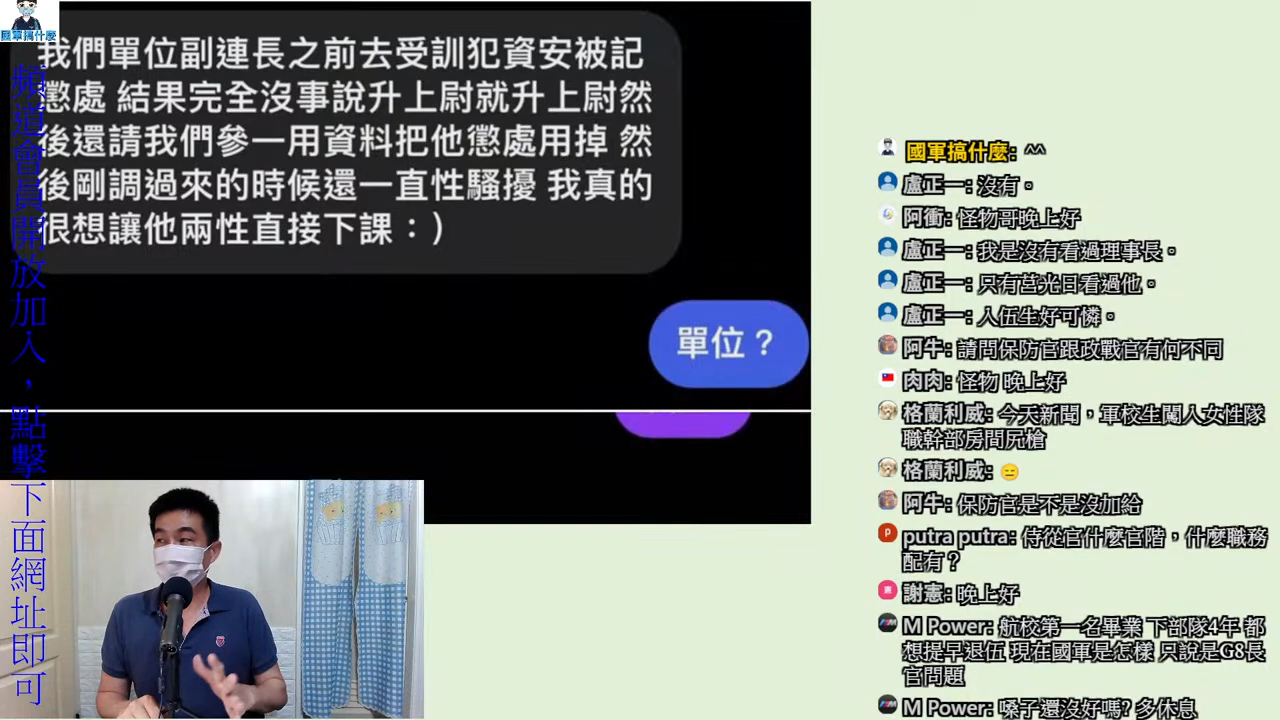 國軍搞什麼
我們單位副連長之前去受訓犯資安被記
懲處 結果完全沒事說升上尉就升上尉然
後還請我們參一用資料把他懲處用掉 然
後剛調過來的時候還一直性騷擾 我真的
很想讓他兩性直接下課：）
單位？
頻道會員開放加入，點擊下面網址即可
國軍搞什麼: ^^
盧正一: 沒有。
阿衝: 怪物哥晚上好
盧正一: 我是沒有看過理事長。
盧正一: 只有莒光日看過他。
盧正一: 入伍生好可憐。
阿牛: 請問保防官跟政戰官有何不同
肉肉: 怪物 晚上好
格蘭利威: 今天新聞，軍校生闖入女性隊
職幹部房間尻槍
格蘭利威: 😑
阿牛: 保防官是不是沒加給
P
putra putra: 侍從官什麼官階，什麼職務
配有？
憲
謝憲: 晚上好
M Power: 航校第一名畢業 下部隊4年 都
想提早退伍 現在國軍是怎樣 只說是G8長
官問題
M Power: 嗓子還沒好嗎? 多休息